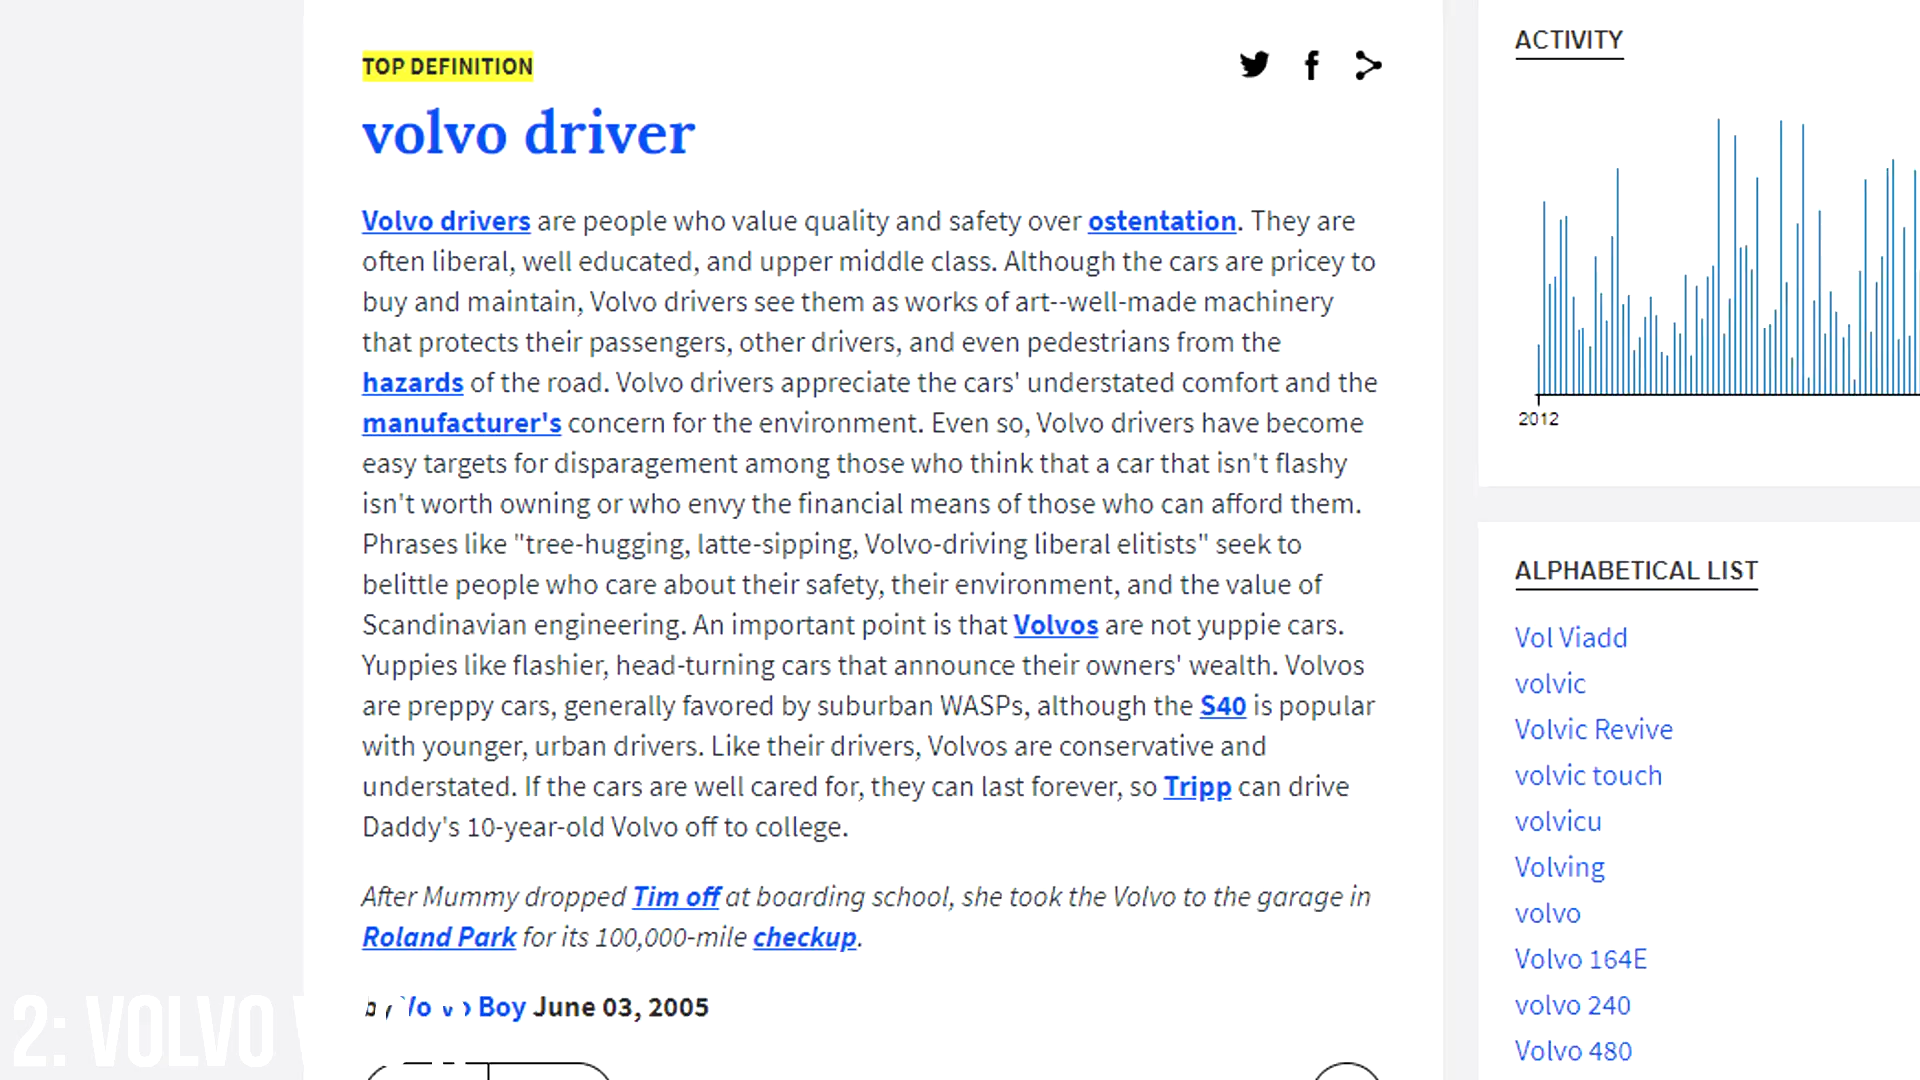 TOP DEFINITION
volvo driver
Volvo drivers are people who value quality and safety over ostentation. They are
often liberal, well educated, and upper middle class. Although the cars are pricey to
buy and maintain, Volvo drivers see them as works of art--well-made machinery
that protects their passengers, other drivers, and even pedestrians from the
hazards of the road. Volvo drivers appreciate the cars' understated comfort and the
manufacturer's concern for the environment. Even so, Volvo drivers have become
easy targets for disparagement among those who think that a car that isn't flashy
isn't worth owning or who envy the financial means of those who can afford them.
Phrases like "tree-hugging, latte-sipping, Volvo-driving liberal elitists" seek to
belittle people who care about their safety, their environment, and the value of
Scandinavian engineering. An important point is that Volvos are not yuppie cars.
Yuppies like flashier, head-turning cars that announce their owners' wealth. Volvos
are preppy cars, generally favored by suburban WASPs, although the S40 is popular
with younger, urban drivers. Like their drivers, Volvos are conservative and
understated. If the cars are well cared for, they can last forever, so Tripp can drive
Daddy's 10-year-old Volvo off to college.
After Mummy dropped Tim off at boarding school, she took the Volvo to the garage in
Roland Park for its 100,000-mile checkup.
Boy June 03, 2005
2: VOLVO
ACTIVITY
2012
ALPHABETICAL LIST
Vol Viadd
volvic
Volvic Revive
volvic touch
volvicu
Volving
volvo
Volvo 164E
volvo 240
Volvo 480